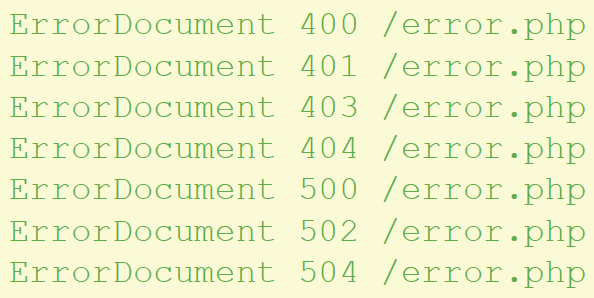 ErrorDocument 400 /error.php
ErrorDocument 401 /error.php
ErrorDocument 403 /error.php
ErrorDocument 404 /error.php
ErrorDocument 500 /error.php
ErrorDocument 502 /error.php
ErrorDocument 504 /error.php